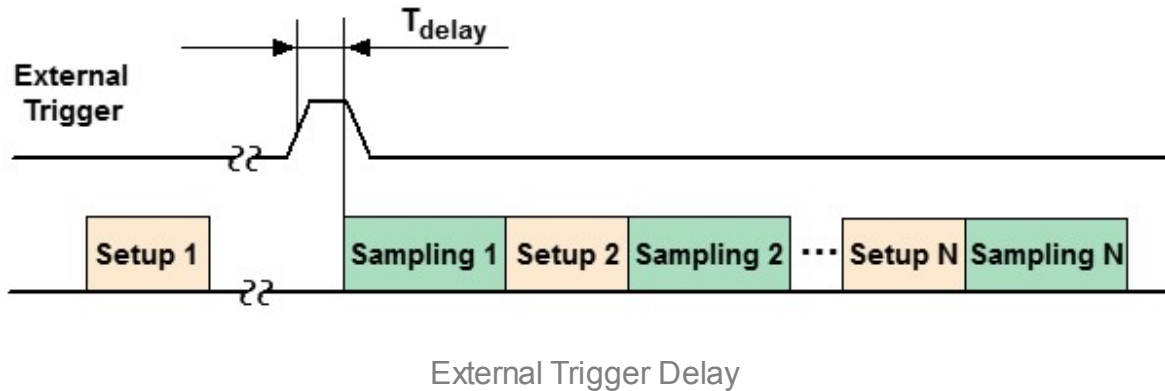 Tdelay
External
Trigger
Setup 1
Sampling 1 Setup 2 Sampling 2 ... Setup N Sampling N
External Trigger Delay